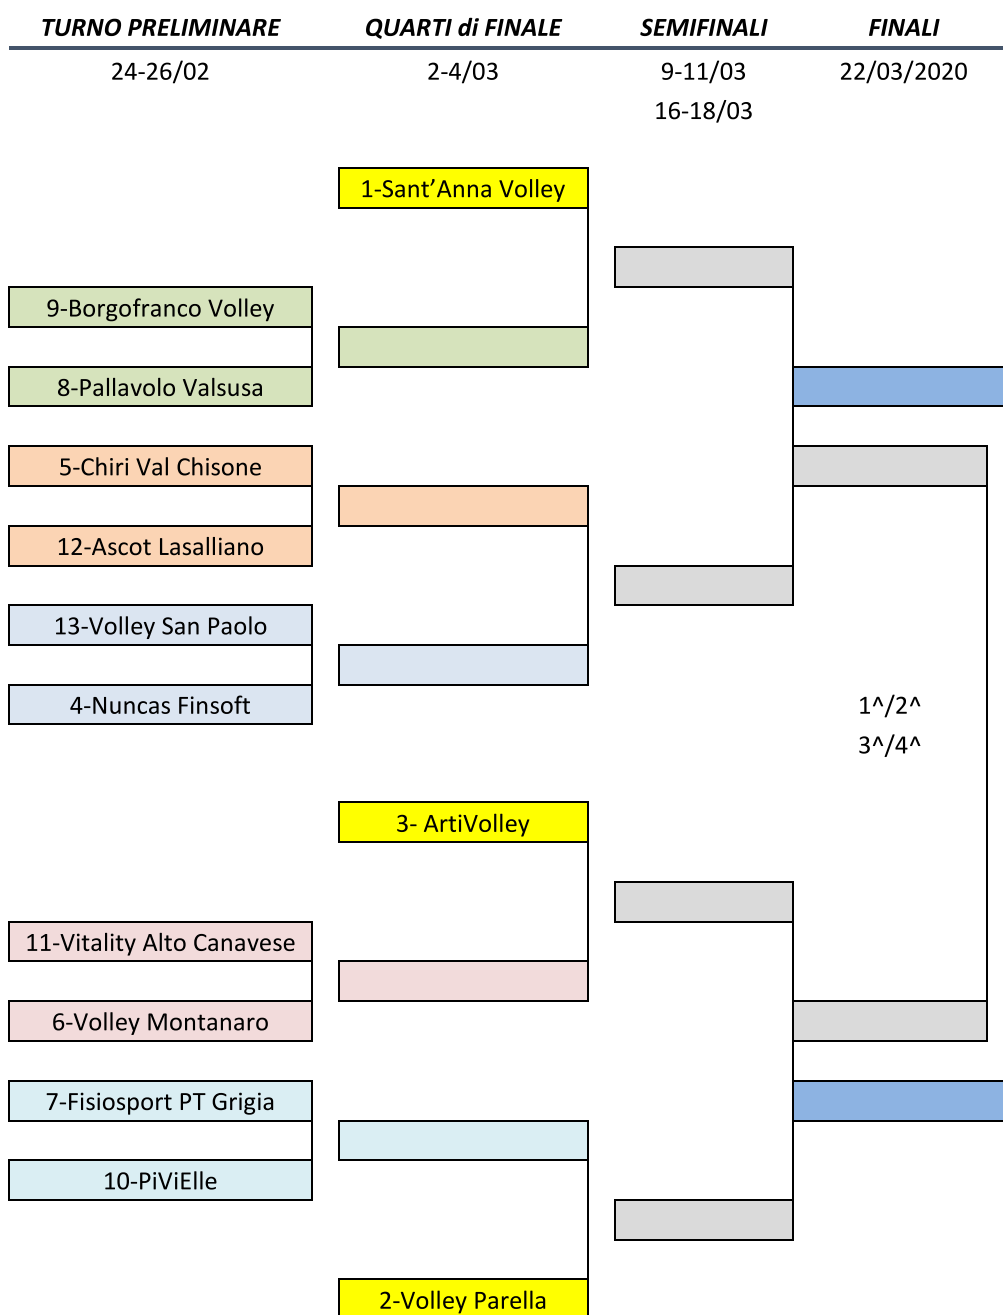 TURNO PRELIMINARE QUARTI di FINALE SEMIFINALI FINALI
24-26/02 2-4/03 9-11/03 22/03/2020
16-18/03
1-Sant’Anna Volley
9-Borgofranco Volley
8-Pallavolo Valsusa
5-Chiri Val Chisone
12-Ascot Lasalliano
13-Volley San Paolo
4-Nuncas Finsoft 1^/2^
3^/4^
3- ArtiVolley
11-Vitality Alto Canavese
6-Volley Montanaro
7-Fisiosport PT Grigia
10-PiViElle
2-Volley Parella